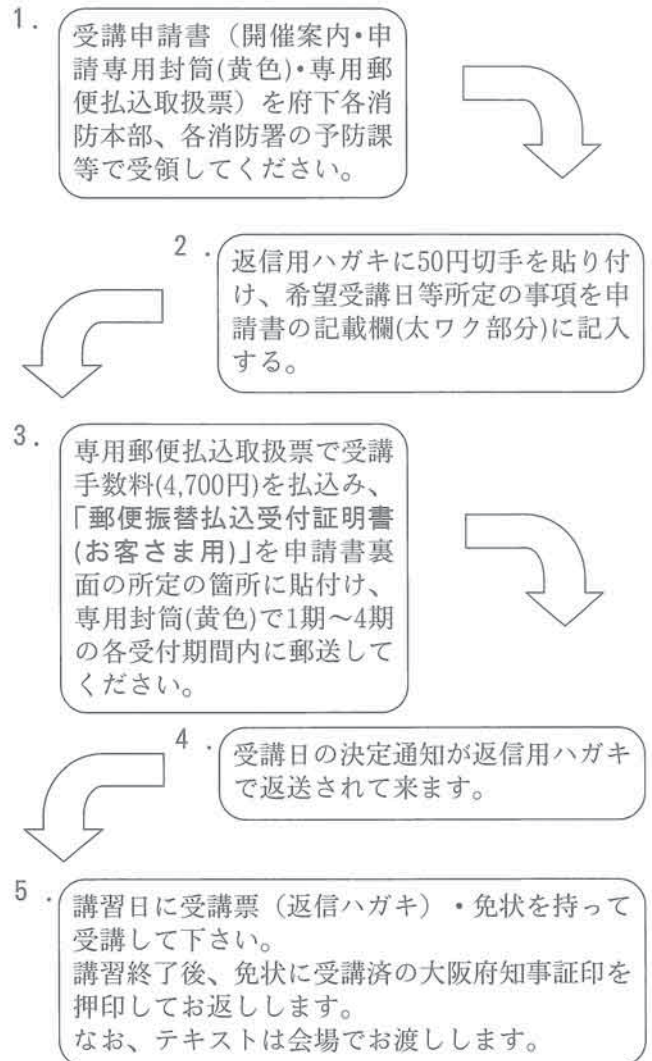 1.
受講申請書（開催案内・申
請専用封筒(黄色)・専用郵
便払込取扱票）を府下各消
防本部、各消防署の予防課
等で受領してください。
2.
返信用ハガキに50円切手を貼り付
け、希望受講日等所定の事項を申
請書の記載欄(太ワク部分)に記入
する。
3.
専用郵便払込取扱票で受講
手数料(4,700円)を払込み、
「郵便振替払込受付証明書
(お客さま用)」を申請書裏
面の所定の箇所に貼付け、
専用封筒(黄色)で1期～4期
の各受付期間内に郵送して
ください。
4.
受講日の決定通知が返信用ハガキ
で返送されて来ます。
5.
講習日に受講票（返信ハガキ）・免状を持って
受講して下さい。
講習終了後、免状に受講済の大阪府知事証印を
押印してお返しします。
なお、テキストは会場でお渡しします。